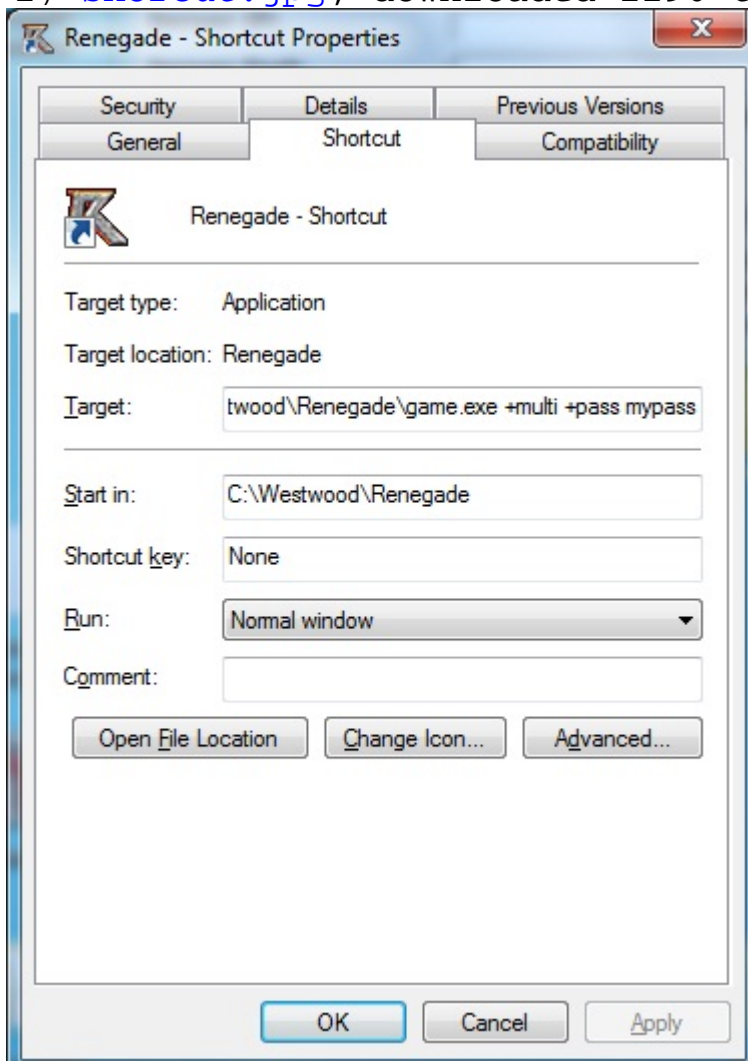 Renegade - Shortcut Properties
Security Details Previous Versions
General Shortcut Compatibility
Renegade - Shortcut
Target type: Application
Target location: Renegade
Target: twood\Renegade\game.exe +multi +pass mypass
Start in: C:\Westwood\Renegade
Shortcut key: None
Run: Normal window
Comment:
Open File Location Change Icon... Advanced...
OK Cancel Apply